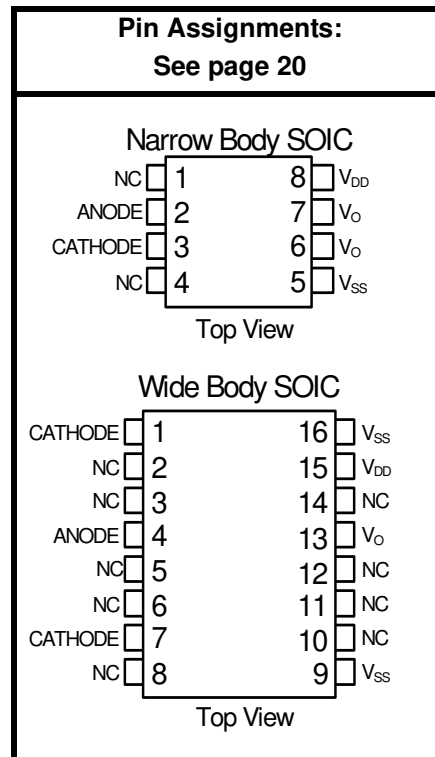 Pin Assignments:
See page 20
Narrow Body SOIC
NC 1 8 VDD
ANODE 2 7 VO
CATHODE 3 6 VO
NC 4 5 VSS
Top View
Wide Body SOIC
CATHODE 1 16 VSS
NC 2 15 VDD
NC 3 14 NC
ANODE 4 13 VO
NC 5 12 NC
NC 6 11 NC
CATHODE 7 10 NC
NC 8 9 VSS
Top View